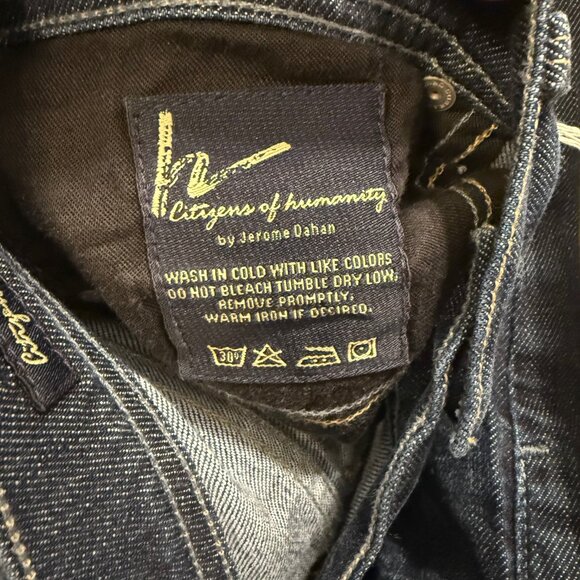 h
Citizens of humanity
by Jerome Dahan
WASH IN COLD WITH LIKE COLORS
DO NOT BLEACH TUMBLE DRY LOW,
REMOVE PROMPTLY.
WARM IRON IF DESIRED.
30°